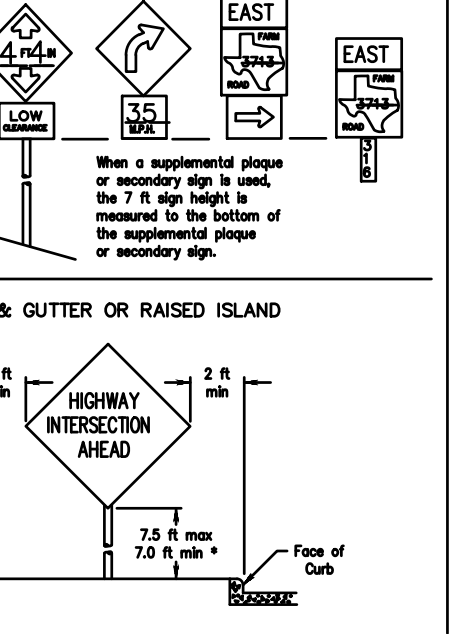 4 FT 4 IN
LOW
CLEARANCE
35
M.P.H.
EAST
FARM
3713
ROAD
EAST
FARM
3713
ROAD
3
1
6
When a supplemental plaque
or secondary sign is used,
the 7 ft sign height is
measured to the bottom of
the supplemental plaque
or secondary sign.
& GUTTER OR RAISED ISLAND
ft
in
2 ft
min
HIGHWAY
INTERSECTION
AHEAD
7.5 ft max
7.0 ft min *
Face of
Curb